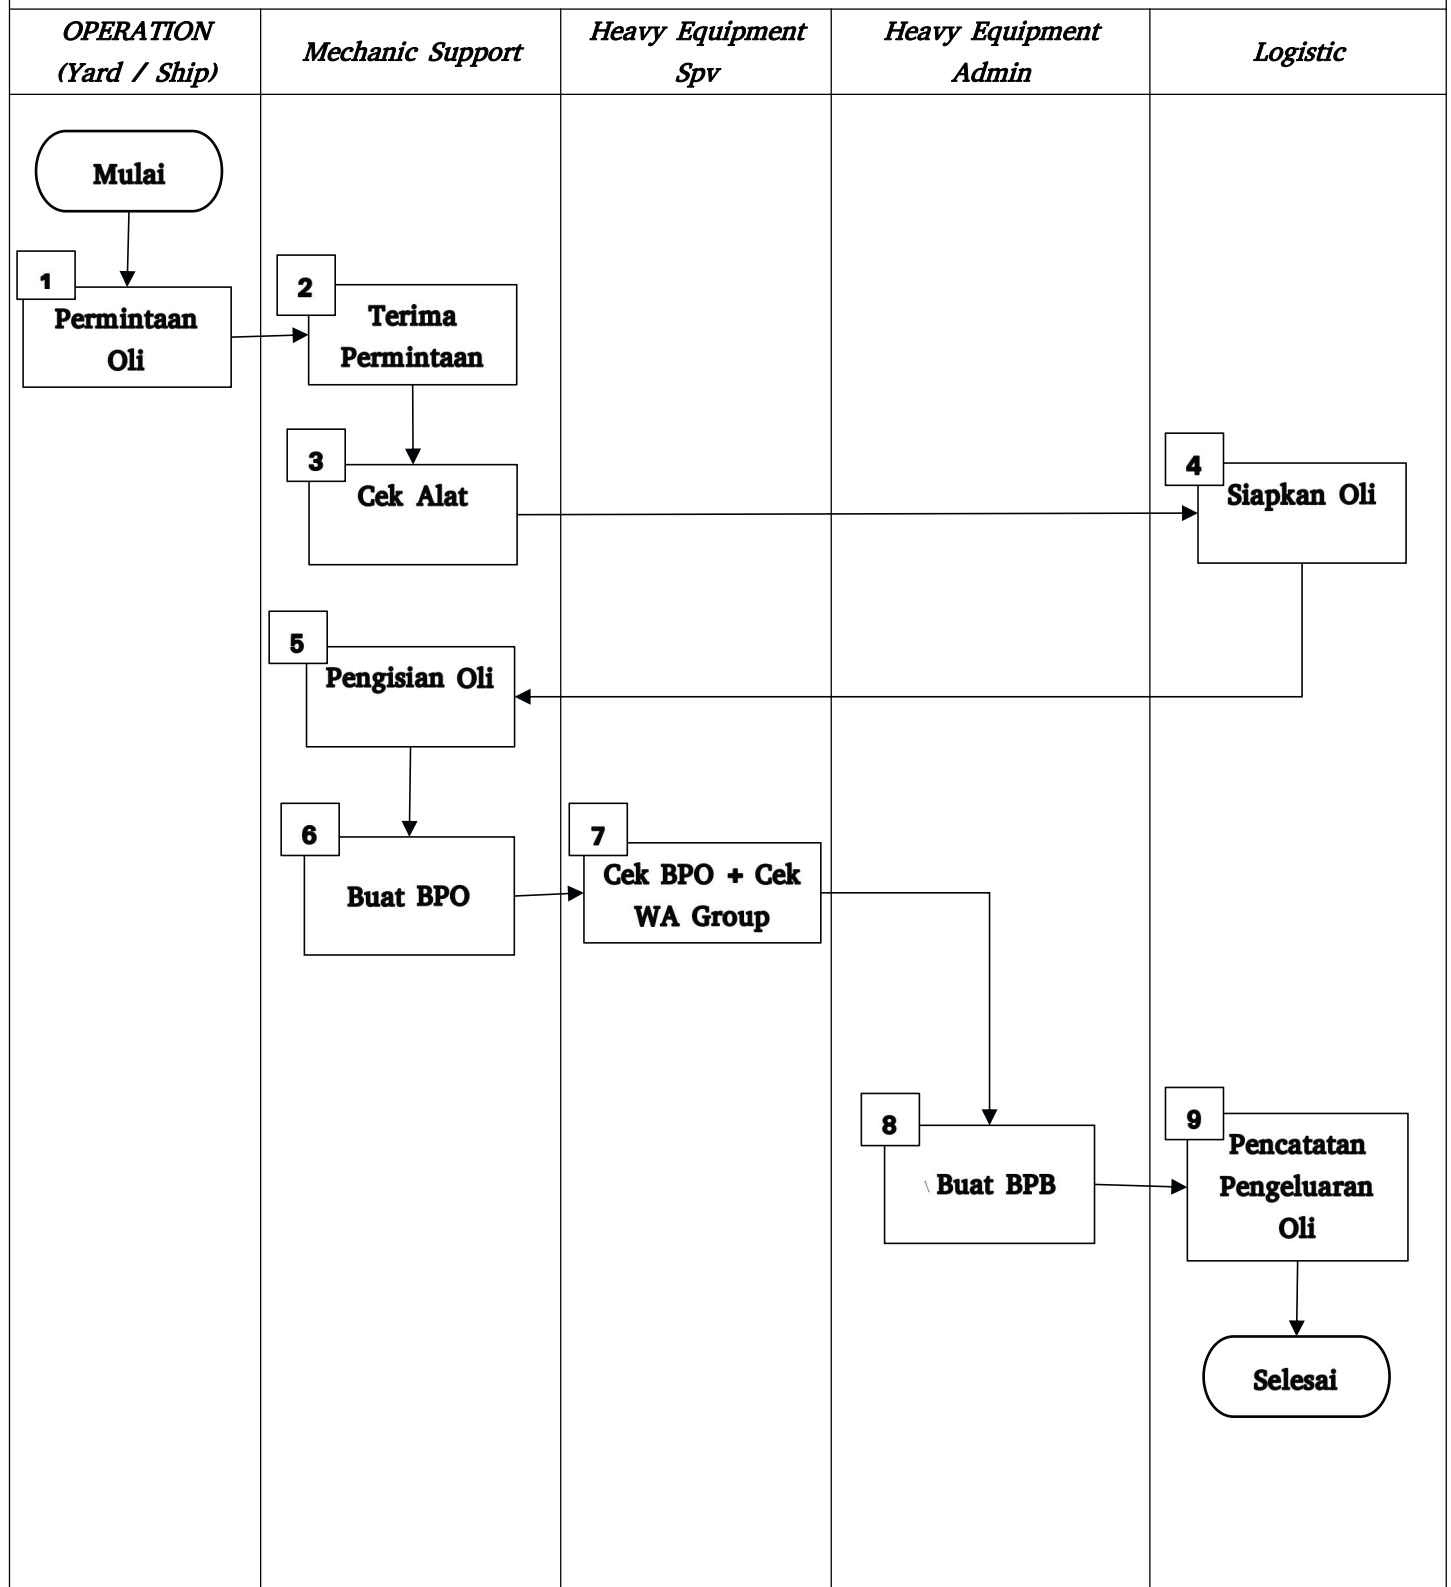 OPERATION
(Yard / Ship)
Mechanic Support
Heavy Equipment
Spv
Heavy Equipment
Admin
Logistic
Mulai
1
Permintaan
Oli
2
Terima
Permintaan
3
Cek Alat
4
Siapkan Oli
5
Pengisian Oli
6
Buat BPO
7
Cek BPO + Cek
WA Group
8
\ Buat BPB
9
Pencatatan
Pengeluaran
Oli
Selesai